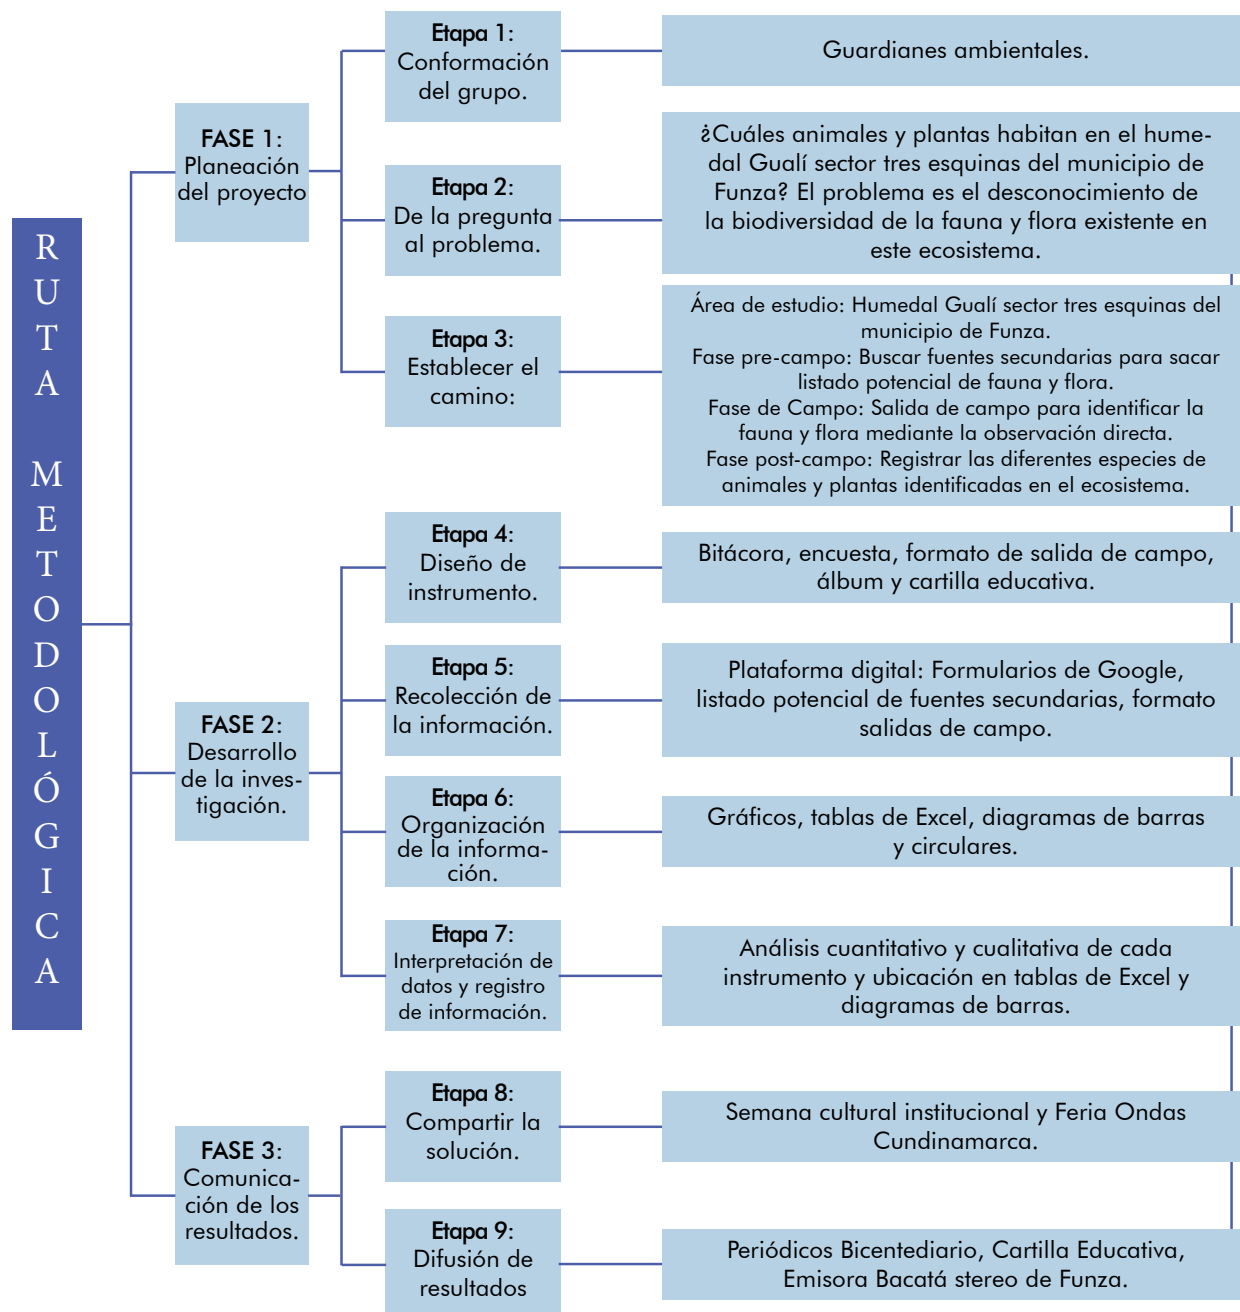 RUTA METODOLÓGICA
FASE 1:
Planeación
del proyecto
Etapa 1:
Conformación
del grupo.
Guardianes ambientales.
Etapa 2:
De la pregunta
al problema.
¿Cuáles animales y plantas habitan en el hume-
dal Gualí sector tres esquinas del municipio de
Funza? El problema es el desconocimiento de
la biodiversidad de la fauna y flora existente en
este ecosistema.
Etapa 3:
Establecer el
camino:
Área de estudio: Humedal Gualí sector tres esquinas del
municipio de Funza.
Fase pre-campo: Buscar fuentes secundarias para sacar
listado potencial de fauna y flora.
Fase de Campo: Salida de campo para identificar la
fauna y flora mediante la observación directa.
Fase post-campo: Registrar las diferentes especies de
animales y plantas identificadas en el ecosistema.
FASE 2:
Desarrollo
de la inves-
tigación.
Etapa 4:
Diseño de
instrumento.
Bitácora, encuesta, formato de salida de campo,
álbum y cartilla educativa.
Etapa 5:
Recolección de
la información.
Plataforma digital: Formularios de Google,
listado potencial de fuentes secundarias, formato
salidas de campo.
Etapa 6:
Organización
de la informa-
ción.
Gráficos, tablas de Excel, diagramas de barras
y circulares.
Etapa 7:
Interpretación de
datos y registro
de información.
Análisis cuantitativo y cualitativa de cada
instrumento y ubicación en tablas de Excel y
diagramas de barras.
FASE 3:
Comunica-
ción de los
resultados.
Etapa 8:
Compartir la
solución.
Semana cultural institucional y Feria Ondas
Cundinamarca.
Etapa 9:
Difusión de
resultados
Periódicos Bicentediario, Cartilla Educativa,
Emisora Bacatá stereo de Funza.